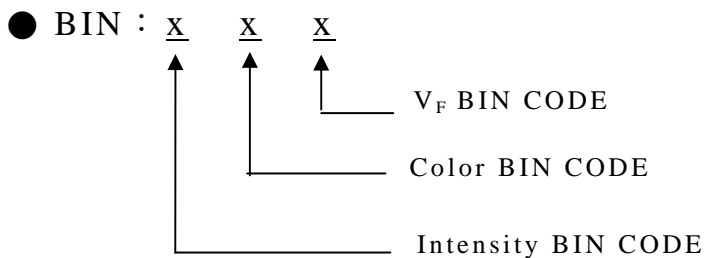 ● BIN : x x x
V_F BIN CODE
Color BIN CODE
Intensity BIN CODE